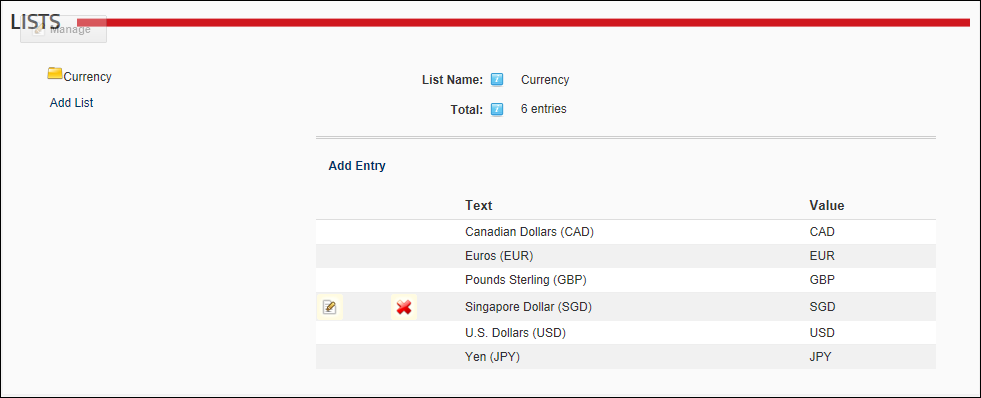 LISTS
Manage
Currency
Add List
List Name: Currency
Total: 6 entries
Add Entry
Text Value
Canadian Dollars (CAD) CAD
Euros (EUR) EUR
Pounds Sterling (GBP) GBP
Singapore Dollar (SGD) SGD
U.S. Dollars (USD) USD
Yen (JPY) JPY